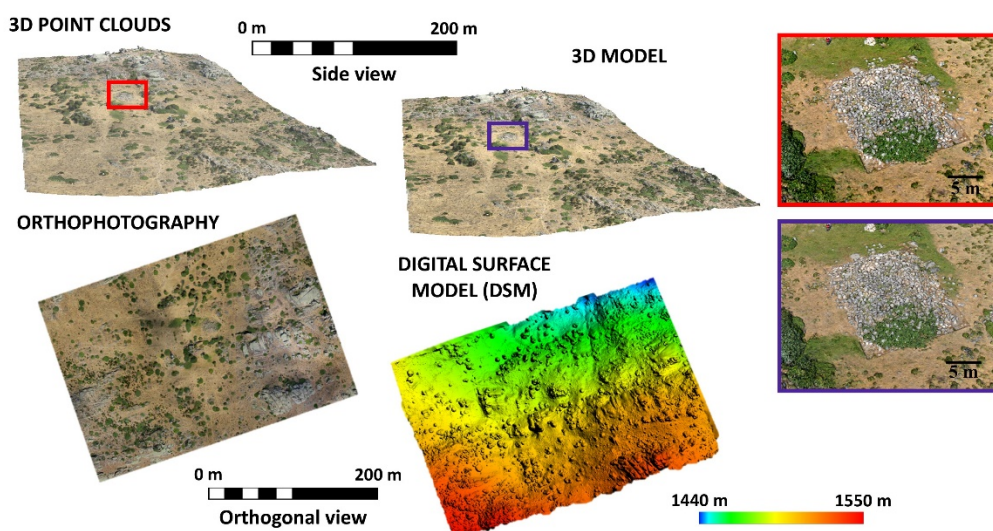 3D POINT CLOUDS
0 m 200 m
Side view
3D MODEL
5 m
ORTHOPHOTOGRAPHY
DIGITAL SURFACE
MODEL (DSM)
5 m
0 m 200 m
Orthogonal view
1440 m 1550 m